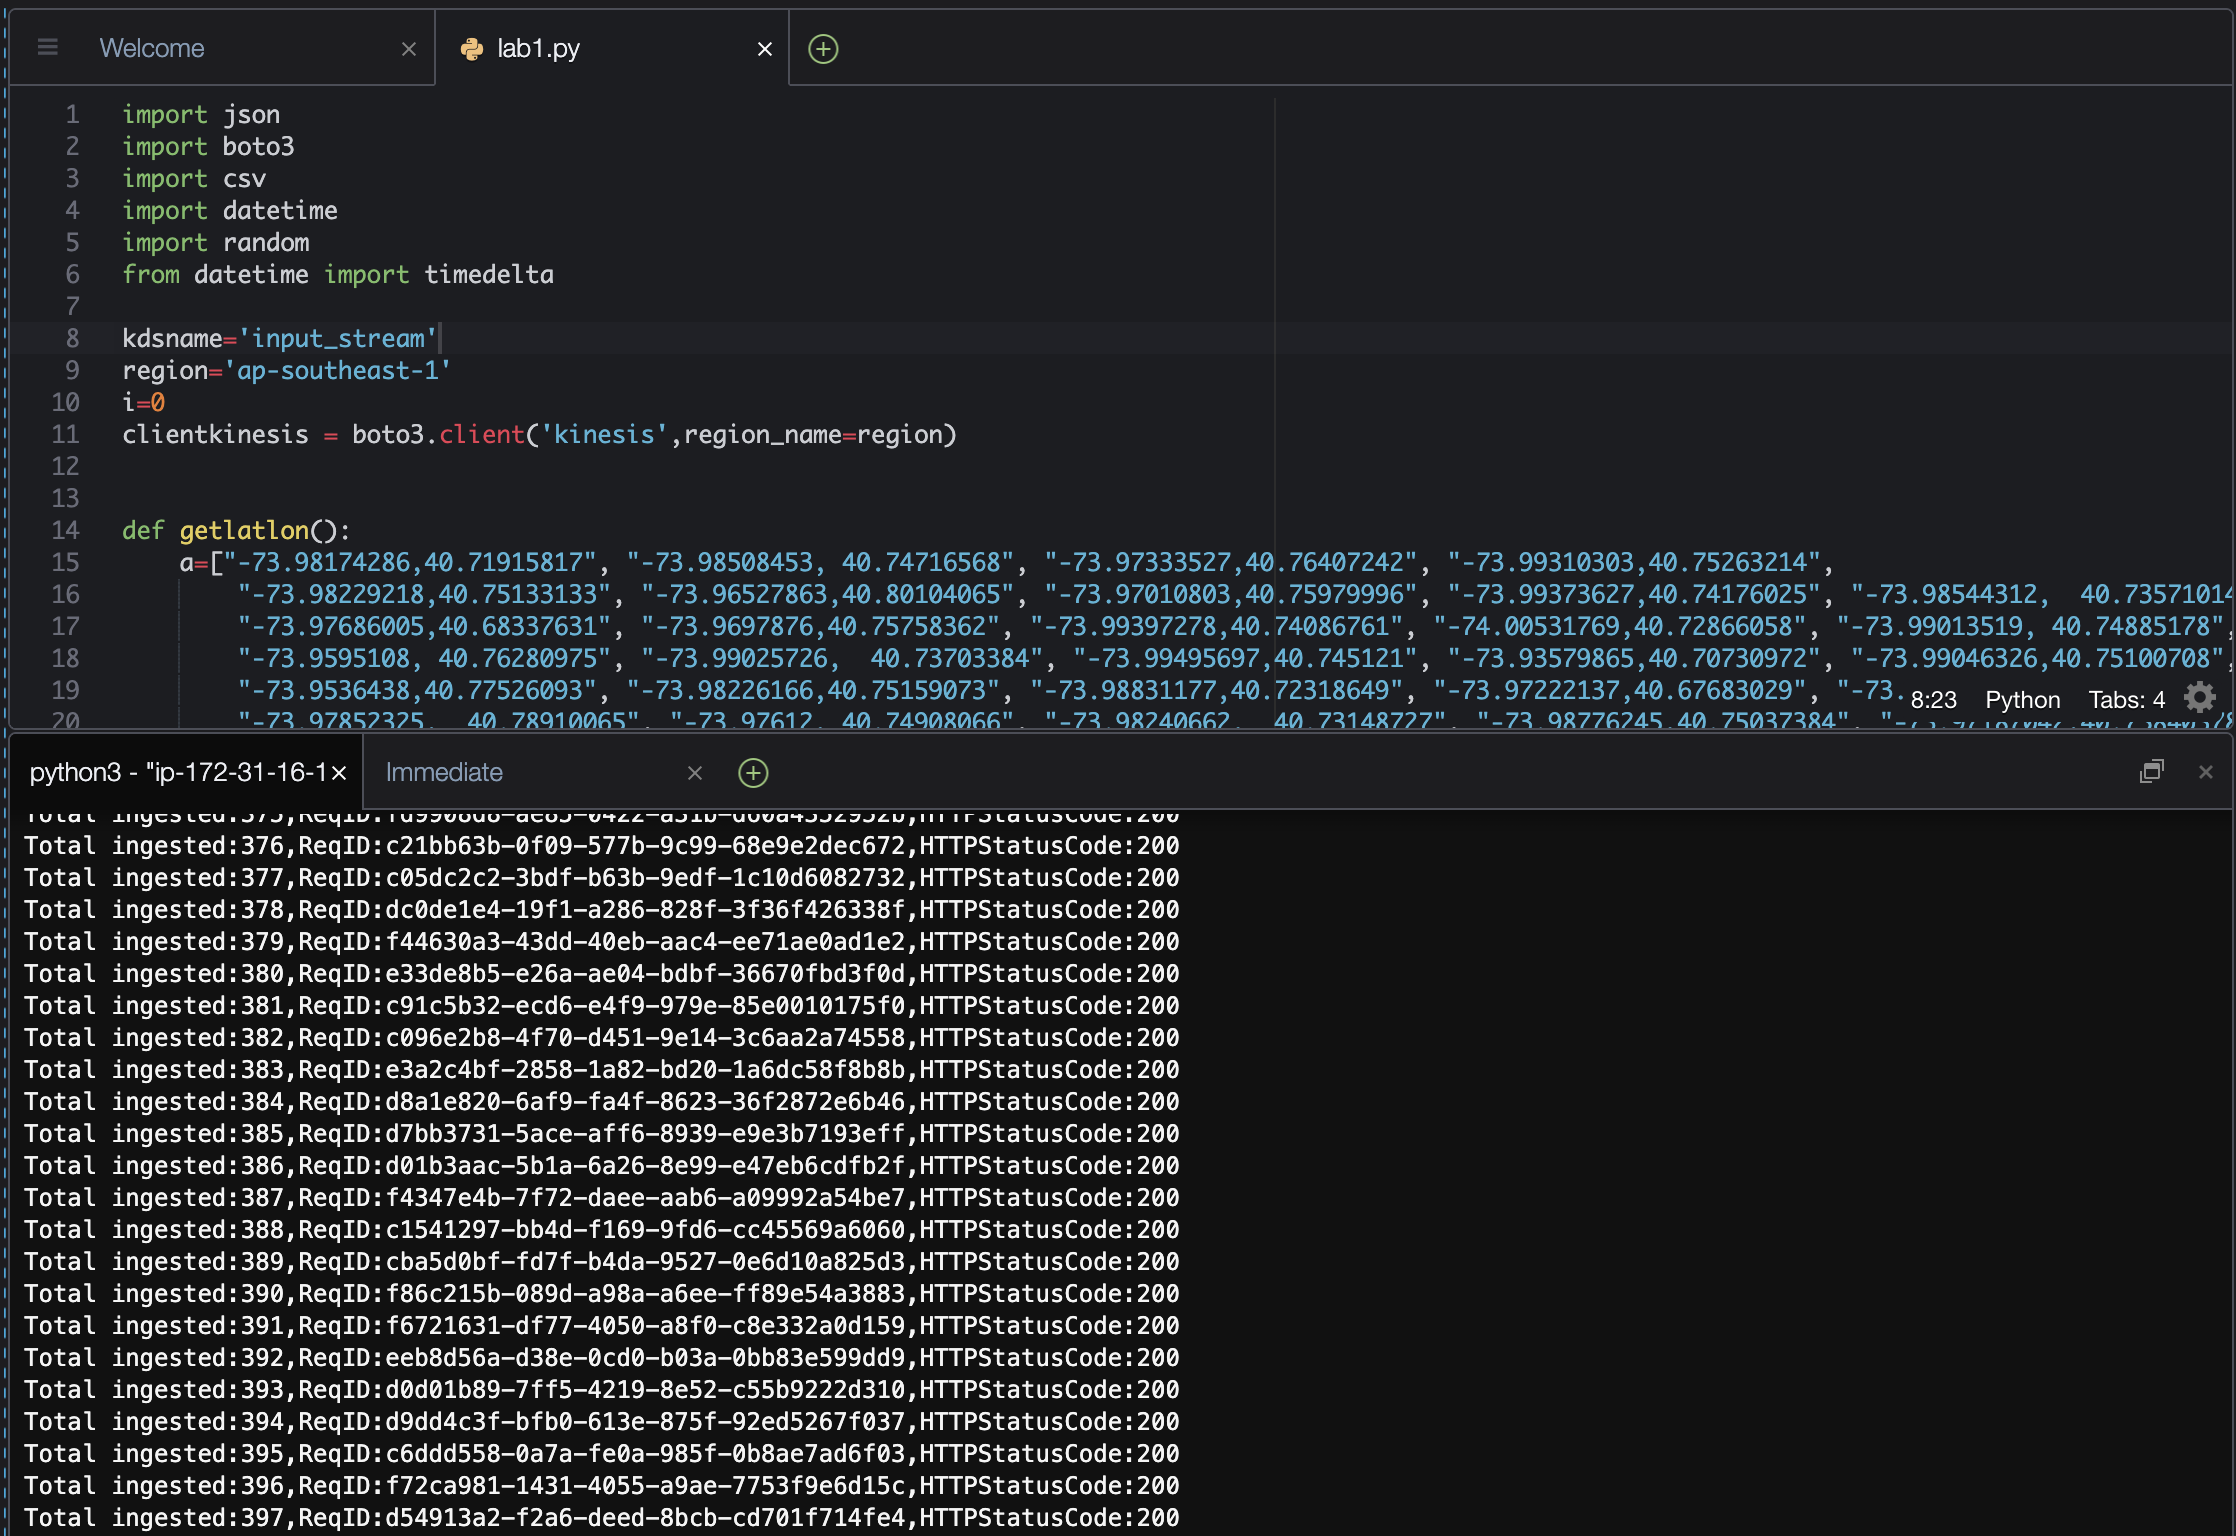 Welcome
lab1.py
1 import json
2 import boto3
3 import csv
4 import datetime
5 import random
6 from datetime import timedelta
7
8 kdsname='input_stream'
9 region='ap-southeast-1'
10 i=0
11 clientkinesis = boto3.client('kinesis',region_name=region)
12
13
14 def getlatlon():
15 a=["-73.98174286,40.71915817", "-73.98508453, 40.74716568", "-73.97333527,40.76407242", "-73.99310303,40.75263214",
16 "-73.98229218,40.75133133", "-73.96527863,40.80104065", "-73.97010803,40.75979996", "-73.99373627,40.74176025", "-73.98544312,  40.73571014
17 "-73.97686005,40.68337631", "-73.9697876,40.75758362", "-73.99397278,40.74086761", "-74.00531769,40.72866058", "-73.99013519, 40.74885178",
18 "-73.9595108, 40.76280975", "-73.99025726,  40.73703384", "-73.99495697,40.745121", "-73.93579865,40.70730972", "-73.99046326,40.75100708",
19 "-73.9536438,40.77526093", "-73.98226166,40.75159073", "-73.98831177,40.72318649", "-73.97222137,40.67683029", "-73.
8:23 Python Tabs: 4
20 "-73.97852325,  40.78910065", "-73.97612, 40.74908066", "-73.98240662,  40.73148727", "-73.98776245,40.75037384",
python3 - "ip-172-31-16-1
Immediate
Total ingested:376,ReqID:c21bb63b-0f09-577b-9c99-68e9e2dec672,HTTPStatusCode:200
Total ingested:377,ReqID:c05dc2c2-3bdf-b63b-9edf-1c10d6082732,HTTPStatusCode:200
Total ingested:378,ReqID:dc0de1e4-19f1-a286-828f-3f36f426338f,HTTPStatusCode:200
Total ingested:379,ReqID:f44630a3-43dd-40eb-aac4-ee71ae0ad1e2,HTTPStatusCode:200
Total ingested:380,ReqID:e33de8b5-e26a-ae04-bdbf-36670fbd3f0d,HTTPStatusCode:200
Total ingested:381,ReqID:c91c5b32-ecd6-e4f9-979e-85e0010175f0,HTTPStatusCode:200
Total ingested:382,ReqID:c096e2b8-4f70-d451-9e14-3c6aa2a74558,HTTPStatusCode:200
Total ingested:383,ReqID:e3a2c4bf-2858-1a82-bd20-1a6dc58f8b8b,HTTPStatusCode:200
Total ingested:384,ReqID:d8a1e820-6af9-fa4f-8623-36f2872e6b46,HTTPStatusCode:200
Total ingested:385,ReqID:d7bb3731-5ace-aff6-8939-e9e3b7193eff,HTTPStatusCode:200
Total ingested:386,ReqID:d01b3aac-5b1a-6a26-8e99-e47eb6cdfb2f,HTTPStatusCode:200
Total ingested:387,ReqID:f4347e4b-7f72-daee-aab6-a09992a54be7,HTTPStatusCode:200
Total ingested:388,ReqID:c1541297-bb4d-f169-9fd6-cc45569a6060,HTTPStatusCode:200
Total ingested:389,ReqID:cba5d0bf-fd7f-b4da-9527-0e6d10a825d3,HTTPStatusCode:200
Total ingested:390,ReqID:f86c215b-089d-a98a-a6ee-ff89e54a3883,HTTPStatusCode:200
Total ingested:391,ReqID:f6721631-df77-4050-a8f0-c8e332a0d159,HTTPStatusCode:200
Total ingested:392,ReqID:eeb8d56a-d38e-0cd0-b03a-0bb83e599dd9,HTTPStatusCode:200
Total ingested:393,ReqID:d0d01b89-7ff5-4219-8e52-c55b9222d310,HTTPStatusCode:200
Total ingested:394,ReqID:d9dd4c3f-bfb0-613e-875f-92ed5267f037,HTTPStatusCode:200
Total ingested:395,ReqID:c6ddd558-0a7a-fe0a-985f-0b8ae7ad6f03,HTTPStatusCode:200
Total ingested:396,ReqID:f72ca981-1431-4055-a9ae-7753f9e6d15c,HTTPStatusCode:200
Total ingested:397,ReqID:d54913a2-f2a6-deed-8bcb-cd701f714fe4,HTTPStatusCode:200